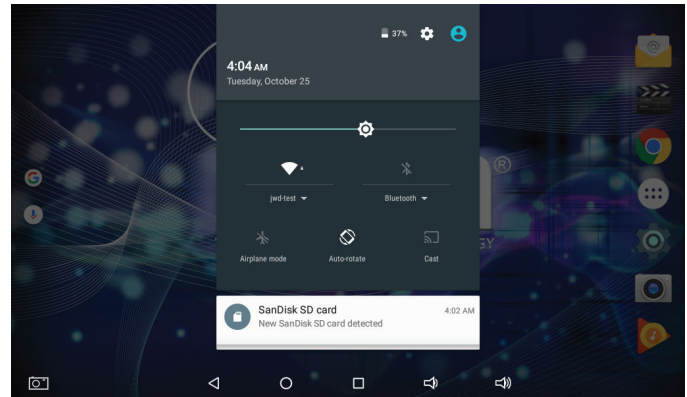 37%
4:04 AM
Tuesday, October 25
®
jwd-test
Bluetooth
GY
Airplane mode
Auto-rotate
Cast
SanDisk SD card
4:02 AM
New SanDisk SD card detected